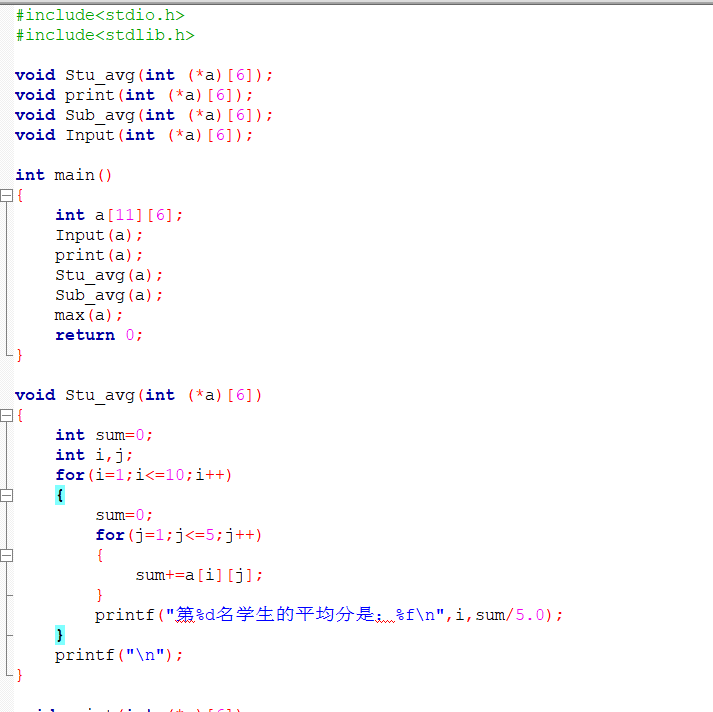 #include<stdio.h>
#include<stdlib.h>
void Stu_avg(int (*a)[6]);
void print(int (*a)[6]);
void Sub_avg(int (*a)[6]);
void Input(int (*a)[6]);
int main()
{
    int a[11][6];
    Input(a);
    print(a);
    Stu_avg(a);
    Sub_avg(a);
    max(a);
    return 0;
}
void Stu_avg(int (*a)[6])
{
    int sum=0;
    int i,j;
    for(i=1;i<=10;i++)
    {
        sum=0;
        for(j=1;j<=5;j++)
        {
            sum+=a[i][j];
        }
        printf("第%d名学生的平均分是：%f\n",i,sum/5.0);
    }
    printf("\n");
}